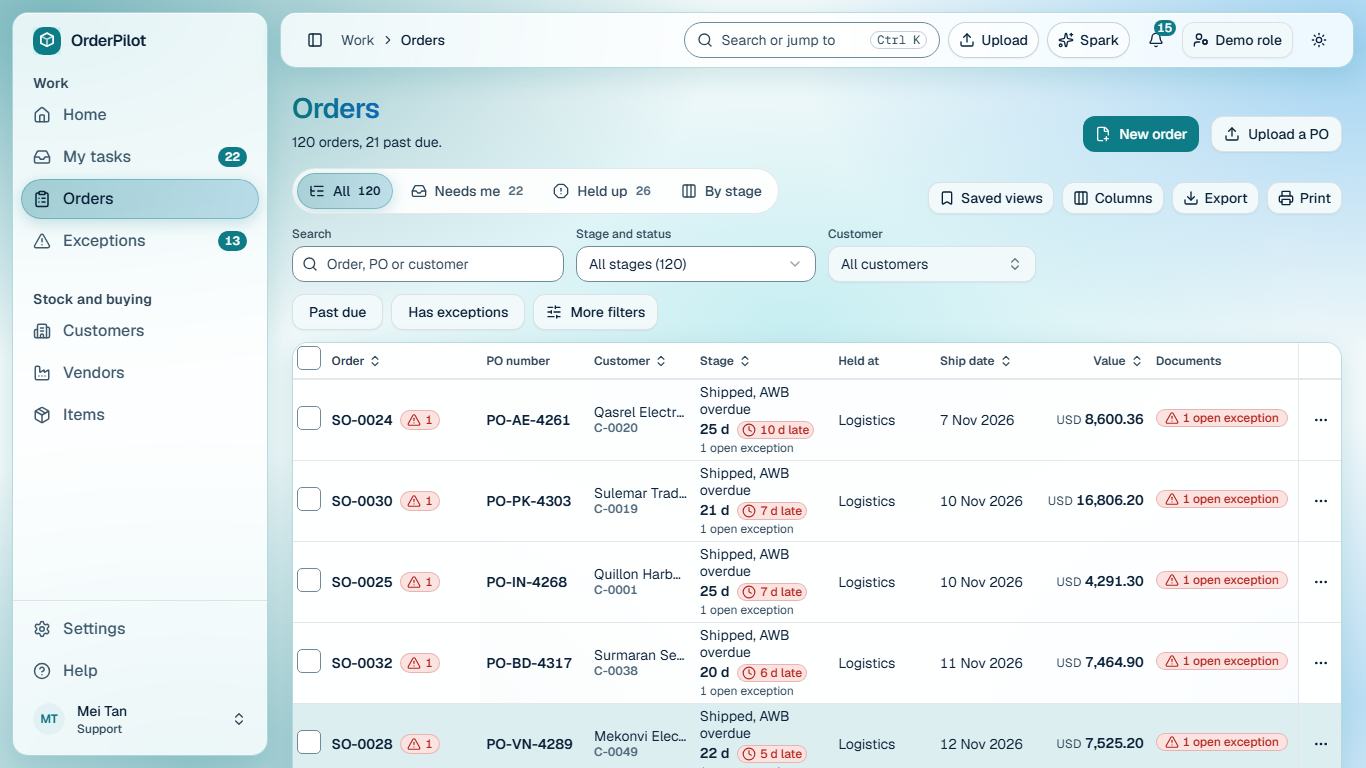 OrderPilot
Work
Home
My tasks 22
Orders
Exceptions 13
Stock and buying
Customers
Vendors
Items
Settings
Help
MT Mei Tan
Support
Work > Orders
Search or jump to Ctrl K
Upload
Spark
15
Demo role
Orders
120 orders, 21 past due.
New order
Upload a PO
All 120
Needs me 22
Held up 26
By stage
Saved views
Columns
Export
Print
Search
Order, PO or customer
Stage and status
All stages (120)
Customer
All customers
Past due
Has exceptions
More filters
Order PO number Customer Stage Held at Ship date Value Documents
SO-0024 1 PO-AE-4261
Qasrel Electr…
C-0020
Shipped, AWB
overdue
25 d 10 d late
1 open exception
Logistics 7 Nov 2026 USD 8,600.36 1 open exception
SO-0030 1 PO-PK-4303
Sulemar Trad…
C-0019
Shipped, AWB
overdue
21 d 7 d late
1 open exception
Logistics 10 Nov 2026 USD 16,806.20 1 open exception
SO-0025 1 PO-IN-4268
Quillon Harb…
C-0001
Shipped, AWB
overdue
25 d 7 d late
1 open exception
Logistics 10 Nov 2026 USD 4,291.30 1 open exception
SO-0032 1 PO-BD-4317
Surmaran Se…
C-0038
Shipped, AWB
overdue
20 d 6 d late
1 open exception
Logistics 11 Nov 2026 USD 7,464.90 1 open exception
SO-0028 1 PO-VN-4289
Mekonvi Elec…
C-0049
Shipped, AWB
overdue
22 d 5 d late
Logistics 12 Nov 2026 USD 7,525.20 1 open exception